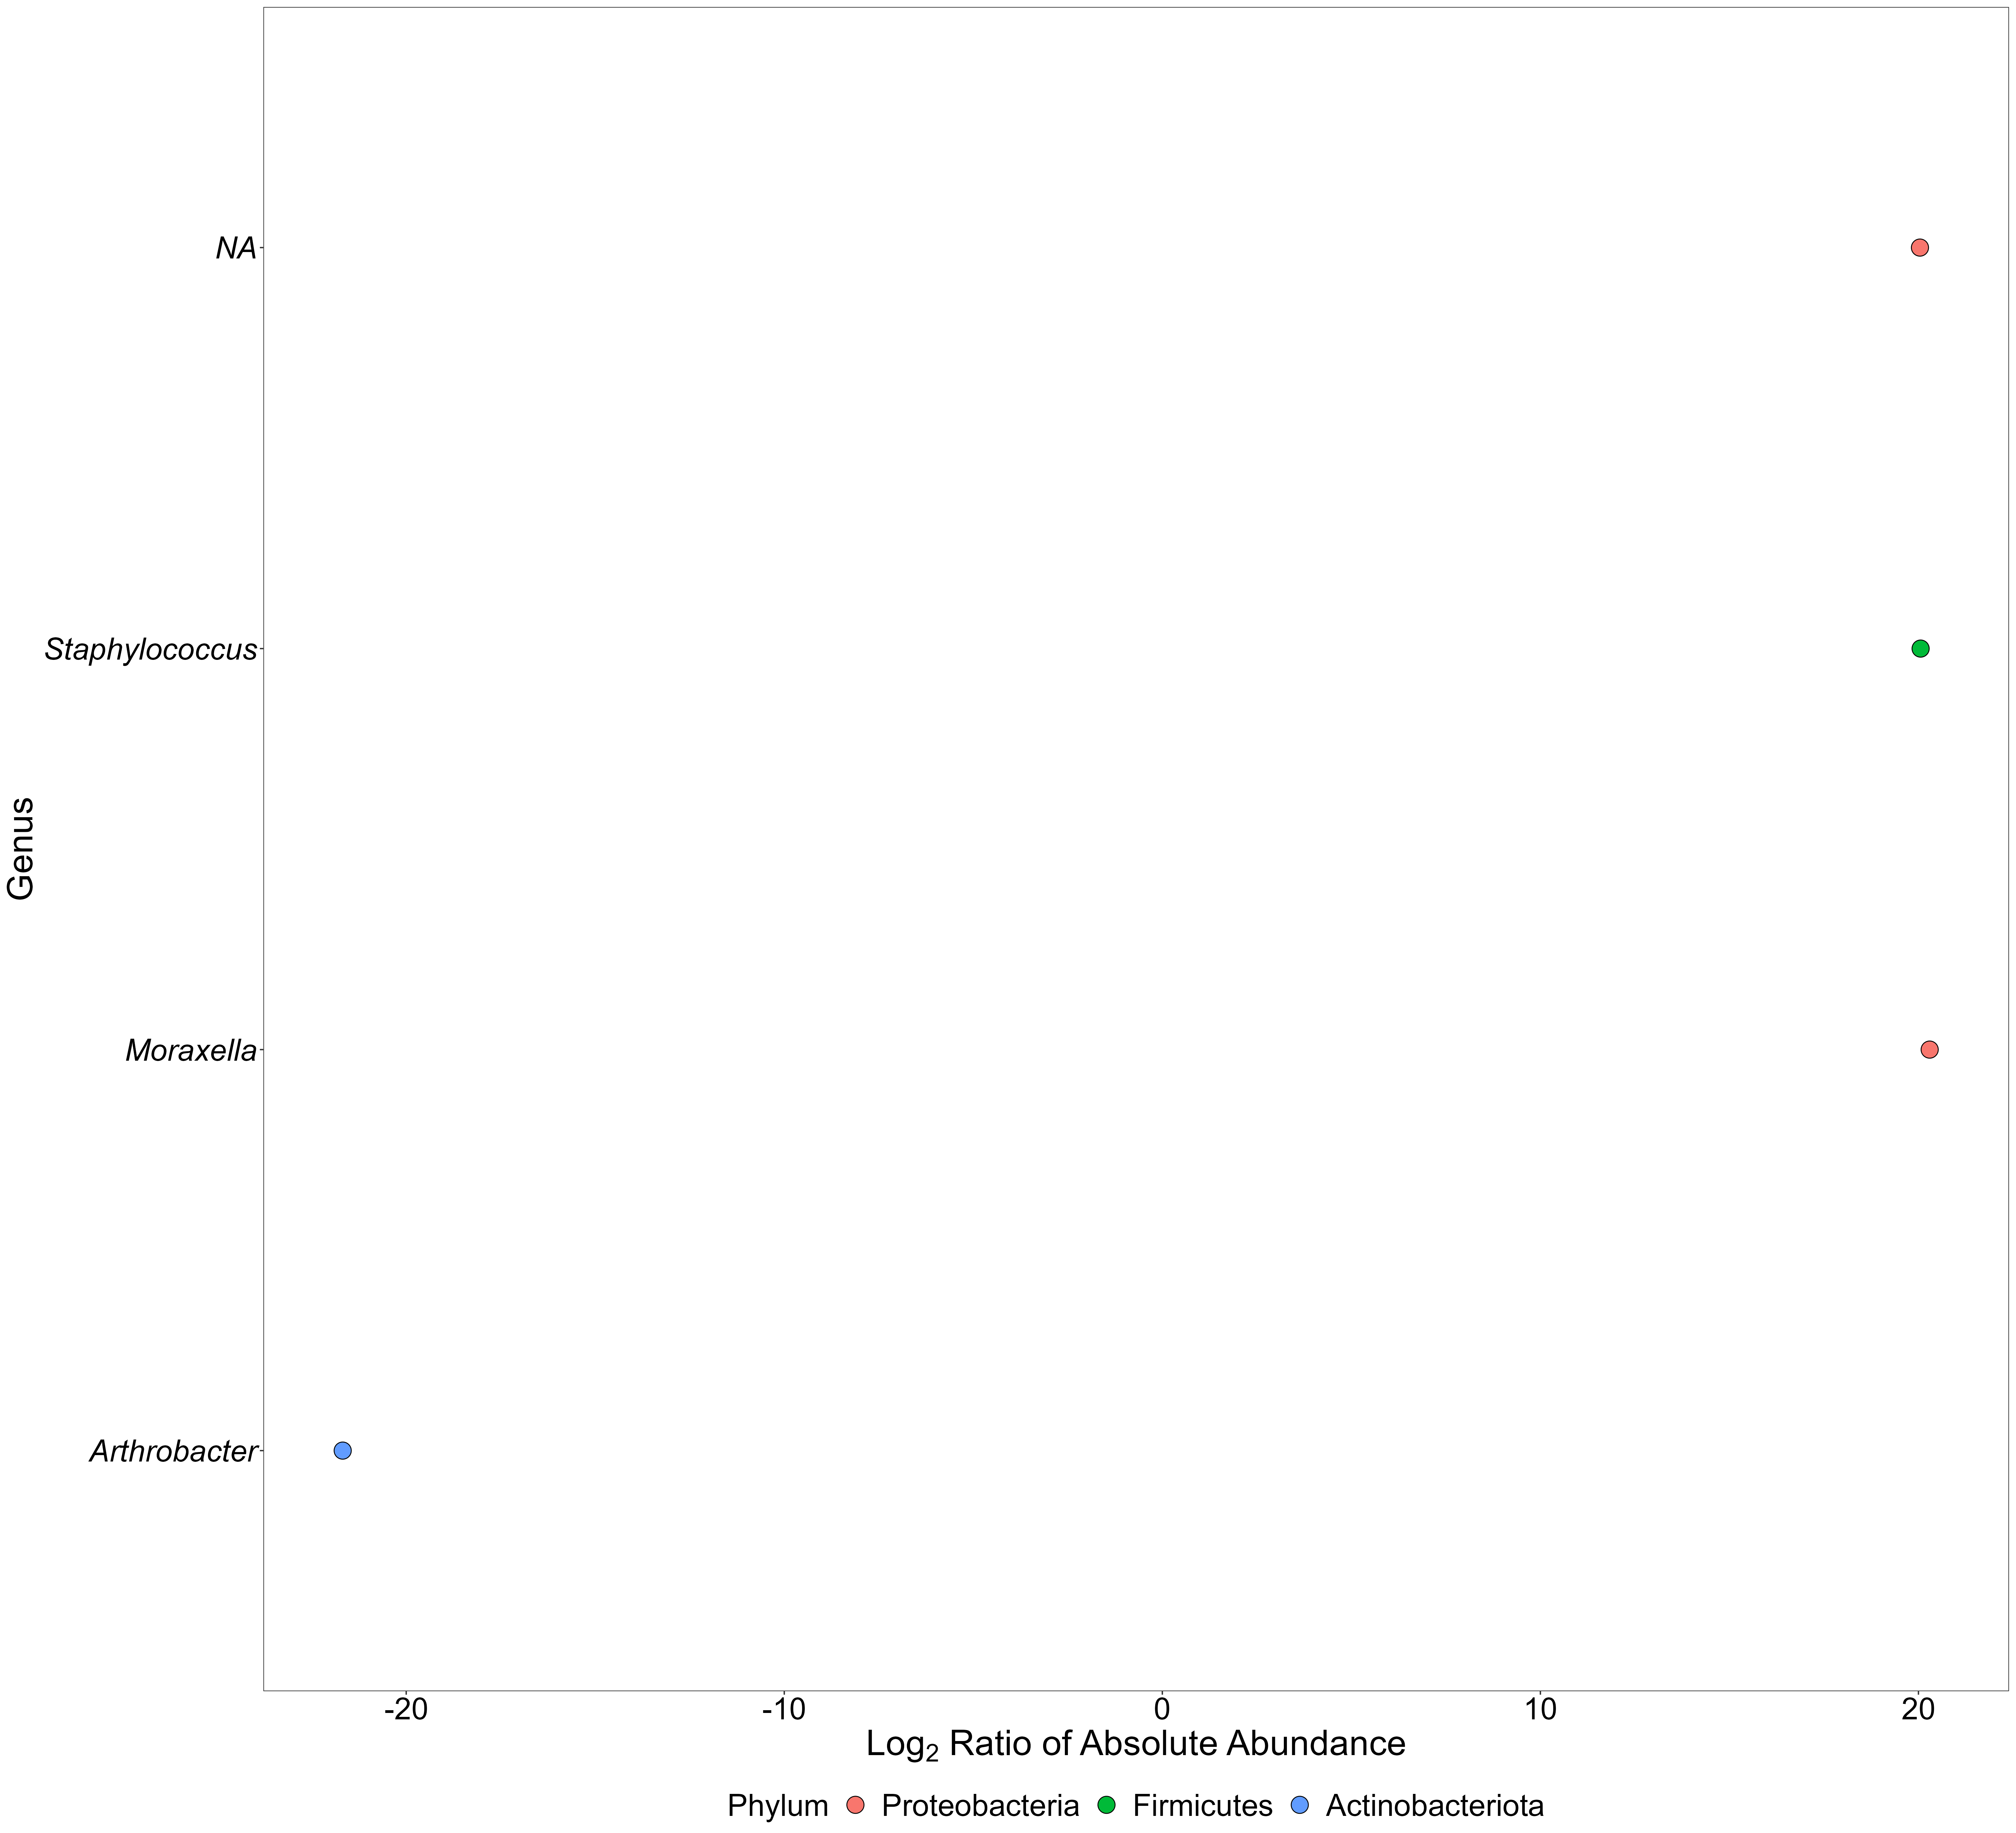 NA
Staphylococcus
Genus
Moraxella
Arthrobacter
-20 -10 0 10 20
Log2 Ratio of Absolute Abundance
Phylum Proteobacteria Firmicutes Actinobacteriota